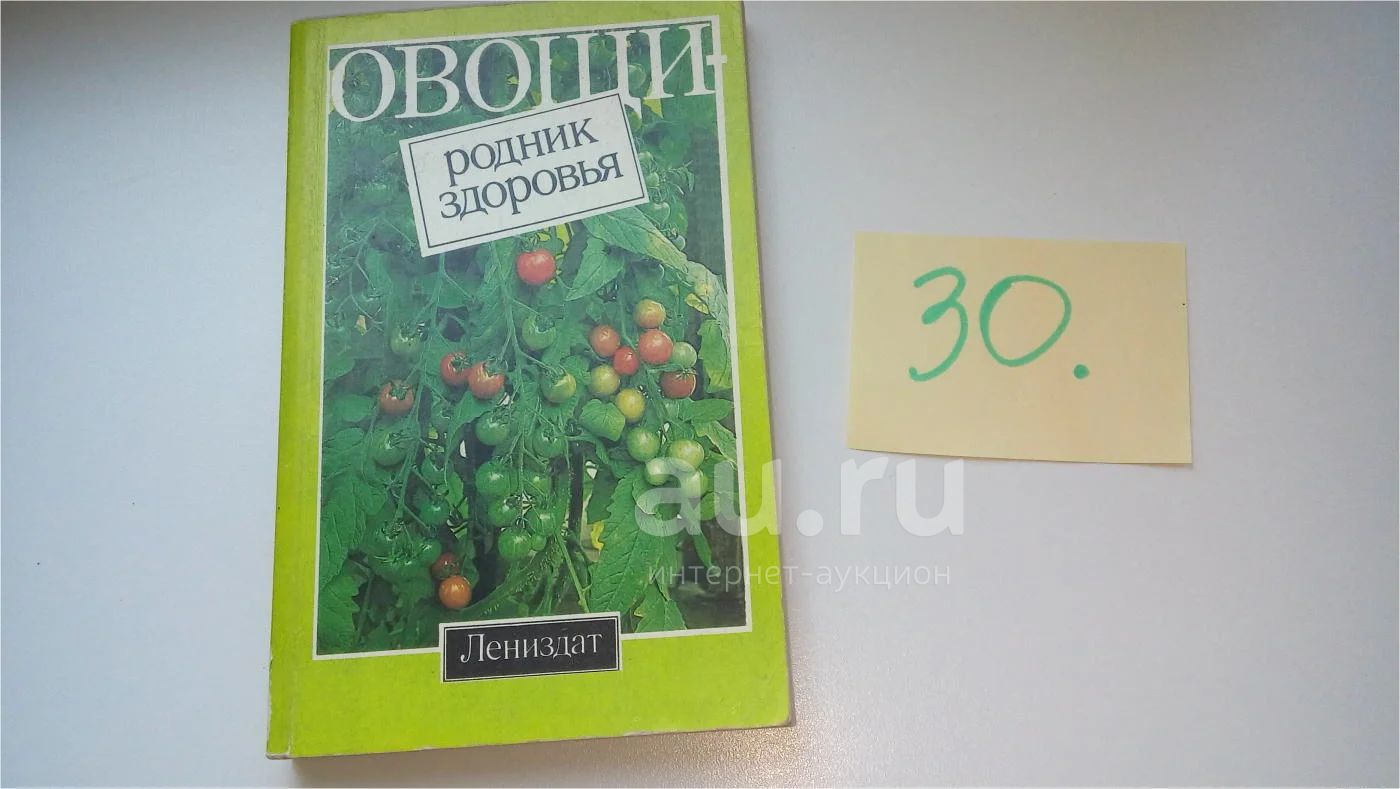 ОВОЩИ-
родник
здоровья
Лениздат
30.
au.ru
интернет-аукцион